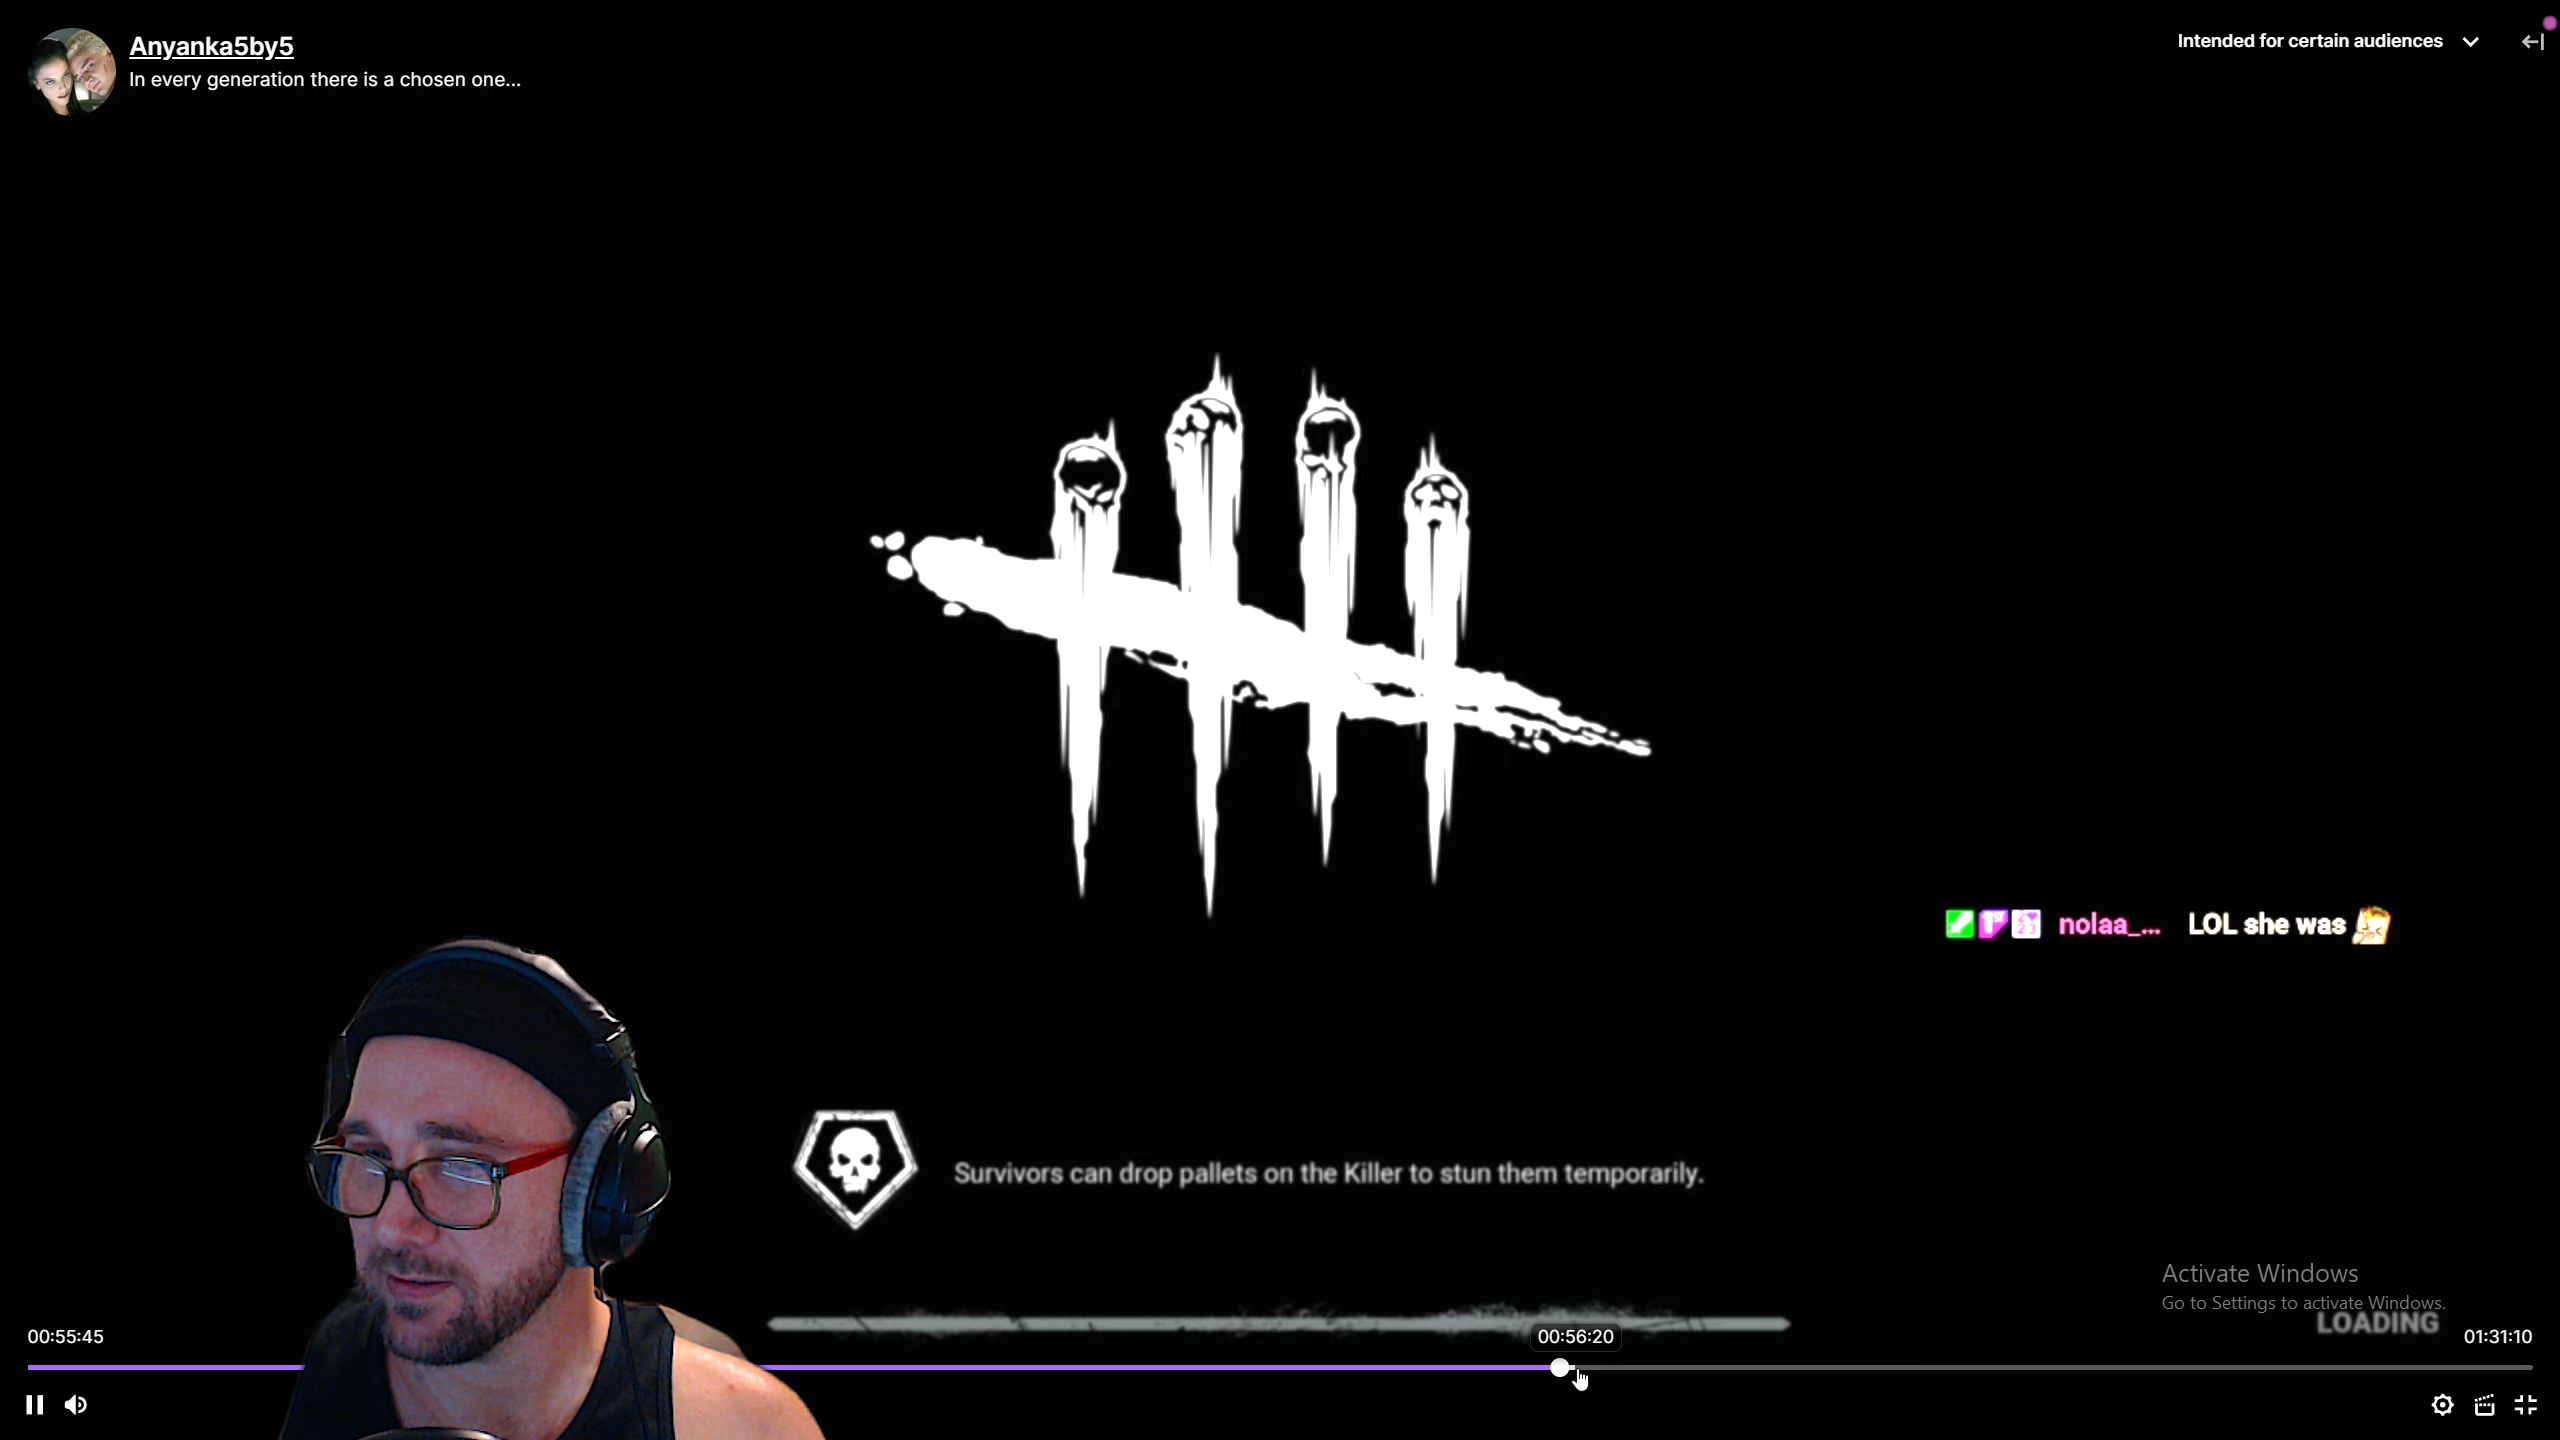 Anyanka5by5
In every generation there is a chosen one...
Intended for certain audiences
nolaa_... LOL she was
Survivors can drop pallets on the Killer to stun them temporarily.
Activate Windows
Go to Settings to activate Windows.
LOADING
00:55:45
00:56:20
01:31:10